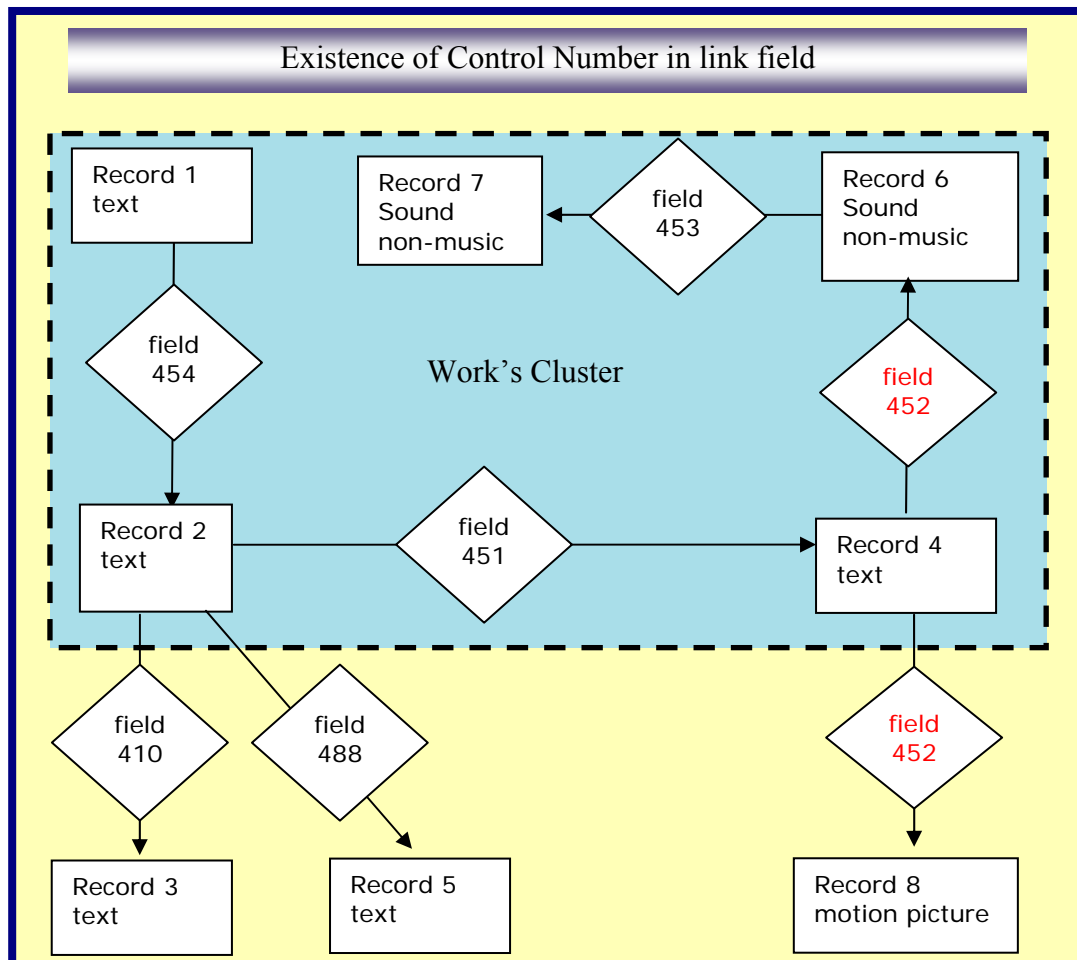 Existence of Control Number in link field
Record 1
text
Record 7
Sound
non-music
field
453
Record 6
Sound
non-music
field
454
Work's Cluster
field
452
Record 2
text
field
451
Record 4
text
field
410
field
488
field
452
Record 3
text
Record 5
text
Record 8
motion picture